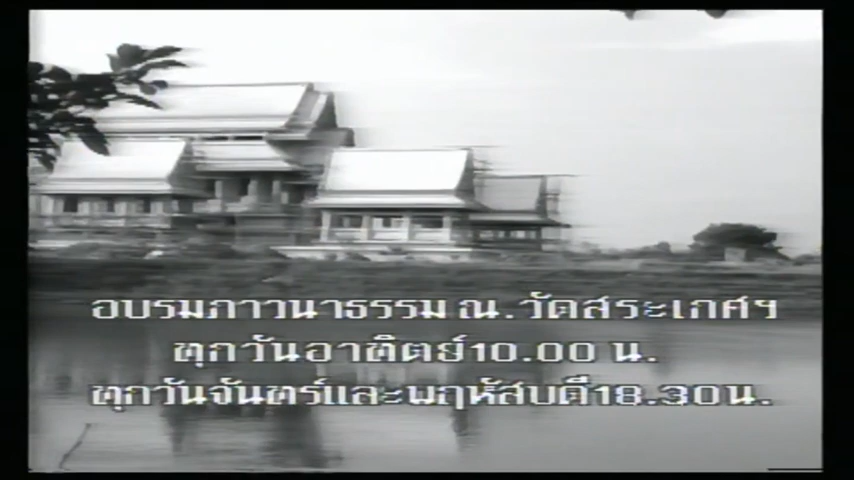 อบรมภาวนาธรรม ณ.วัดสระเกศฯ
ทุกวันอาทิตย์10.00 น.
ทุกวันจันทร์และพฤหัสบดี18.30น.